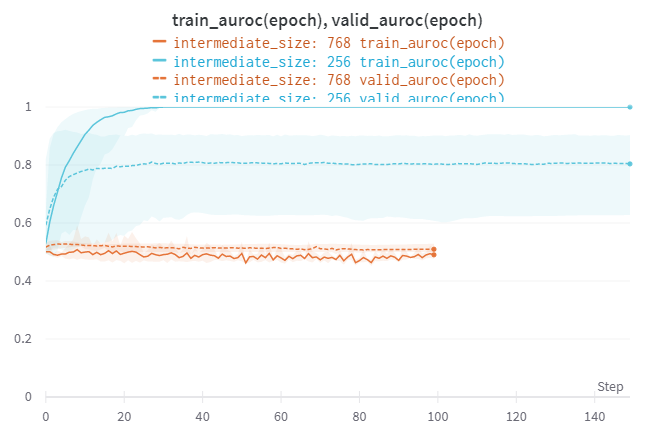 train_auroc(epoch), valid_auroc(epoch)
intermediate_size: 768 train_auroc(epoch)
intermediate_size: 256 train_auroc(epoch)
intermediate_size: 768 valid_auroc(epoch)
intermediate_size: 256 valid_auroc(epoch)
1
0.8
0.6
0.4
0.2
0
Step
0 20 40 60 80 100 120 140